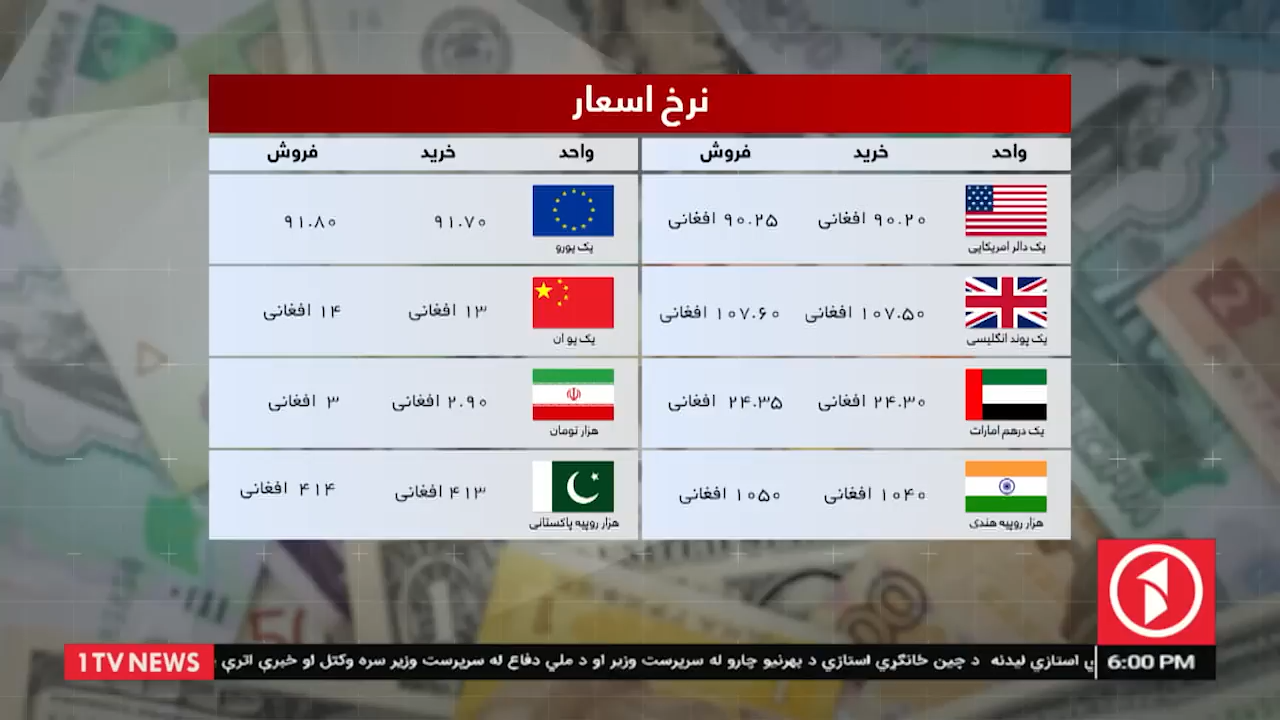 نرخ اسعار
واحد خرید فروش
۹۰.۲۰ افغانی ۹۰.۲۵ افغانی
یک دالر امریکایی
۱۰۷.۵۰ افغانی ۱۰۷.۶۰ افغانی
یک پوند انگلیسی
۲۴.۳۰ افغانی ۲۴.۳۵ افغانی
یک درهم امارات
۱۰۴۰ افغانی ۱۰۵۰ افغانی
هزار روپیه هندی
واحد خرید فروش
۹۱.۷۰ ۹۱.۸۰
یک یورو
۱۳ افغانی ۱۴ افغانی
یک یو ان
۲.۹۰ افغانی ۳ افغانی
هزار تومان
۴۱۳ افغانی ۴۱۴ افغانی
هزار روپیه پاکستانی
6:00 PM
ي استازي لیدنه د چین ځانګړي استازي د بهرنیو چارو له سرپرست وزیر او د ملي دفاع له سرپرست وزیر سره وکتل او خبرې اترې
1TV NEWS